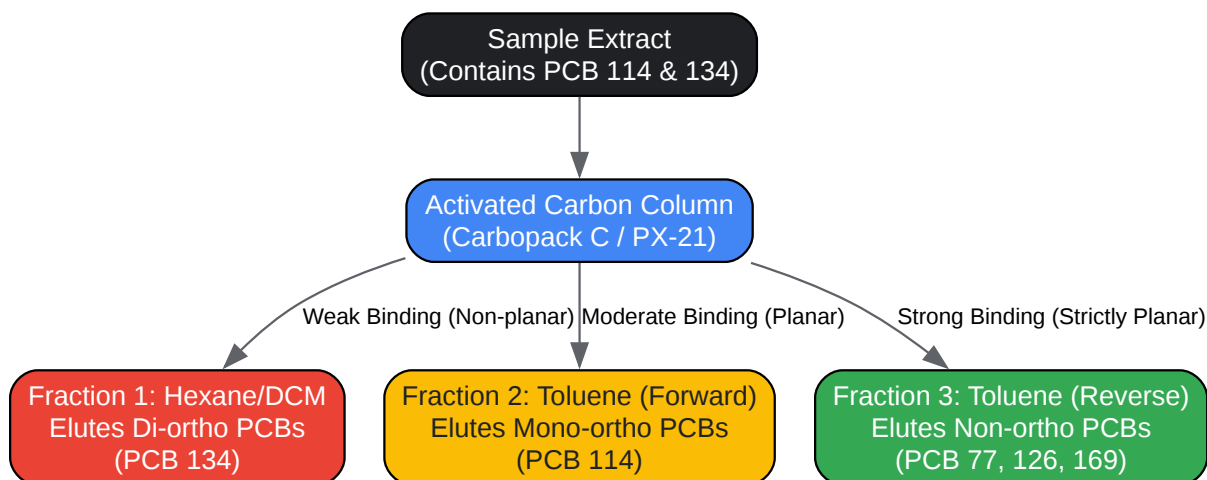 Sample Extract
(Contains PCB 114 & 134)
Activated Carbon Column
(Carbopack C / PX-21)
Weak Binding (Non-planar)
Moderate Binding (Planar)
Strong Binding (Strictly Planar)
Fraction 1: Hexane/DCM
Elutes Di-ortho PCBs
(PCB 134)
Fraction 2: Toluene (Forward)
Elutes Mono-ortho PCBs
(PCB 114)
Fraction 3: Toluene (Reverse)
Elutes Non-ortho PCBs
(PCB 77, 126, 169)